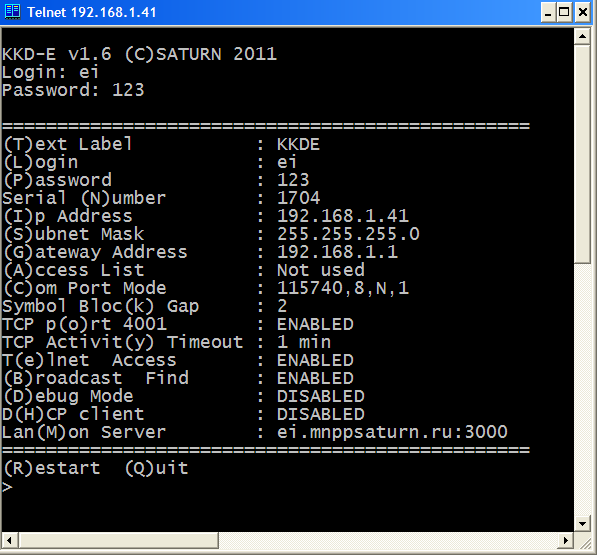 Telnet 192.168.1.41
KKD-E v1.6 (C)SATURN 2011
Login: ei
Password: 123
============================================
(T)ext Label : KKDE
(L)ogin : ei
(P)assword : 123
Serial (N)umber : 1704
(I)p Address : 192.168.1.41
(S)ubnet Mask : 255.255.255.0
(G)ateway Address : 192.168.1.1
(A)ccess List : Not used
(C)om Port Mode : 115740,8,N,1
Symbol Bloc(k) Gap : 2
TCP p(o)rt 4001 : ENABLED
TCP Activit(y) Timeout : 1 min
T(e)lnet  Access : ENABLED
(B)roadcast  Find : ENABLED
(D)ebug Mode : DISABLED
D(H)CP client : DISABLED
Lan(M)on Server : ei.mnppsaturn.ru:3000
============================================
(R)estart  (Q)uit
>